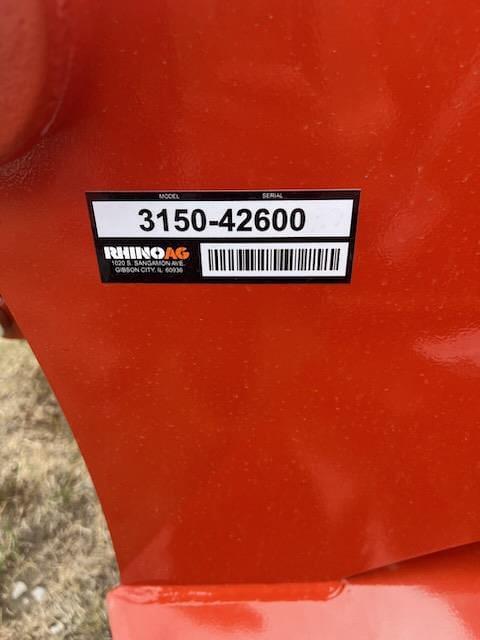 MODEL SERIAL
3150-42600
RHINOAG
1020 S. SANGAMON AVE.
GIBSON CITY, IL 60936